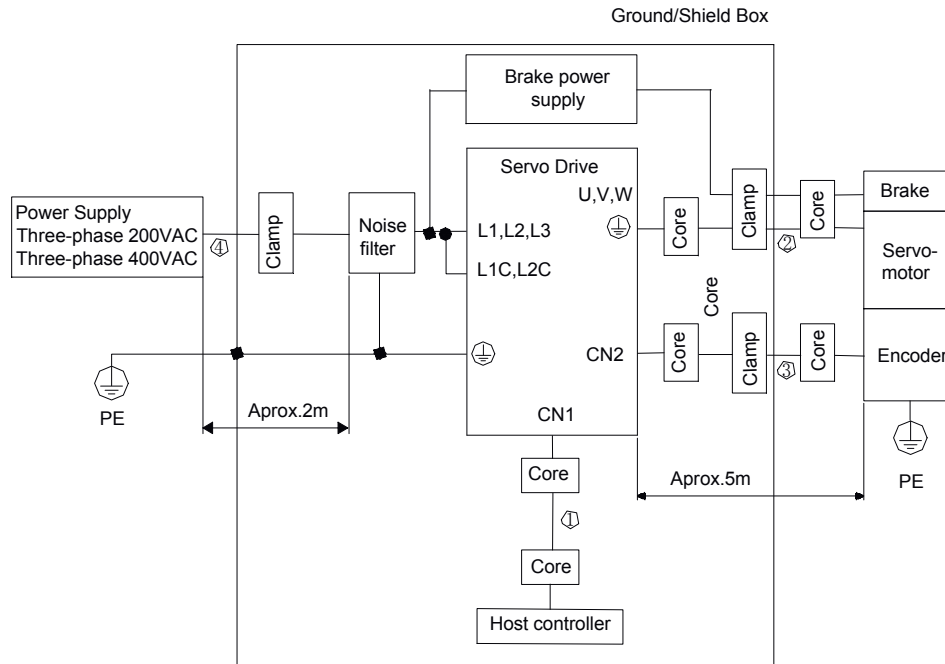 Ground/Shield Box
Brake power
supply
Servo Drive
U,V,W
Power Supply
Three-phase 200VAC
Three-phase 400VAC
④
Clamp
Noise
filter
L1,L2,L3
L1C,L2C
Core
Clamp
②
Core
Brake
Servo-
motor
Core
CN2
Core
Clamp
③
Core
Encoder
PE
Aprox.2m
CN1
Aprox.5m
PE
Core
①
Core
Host controller